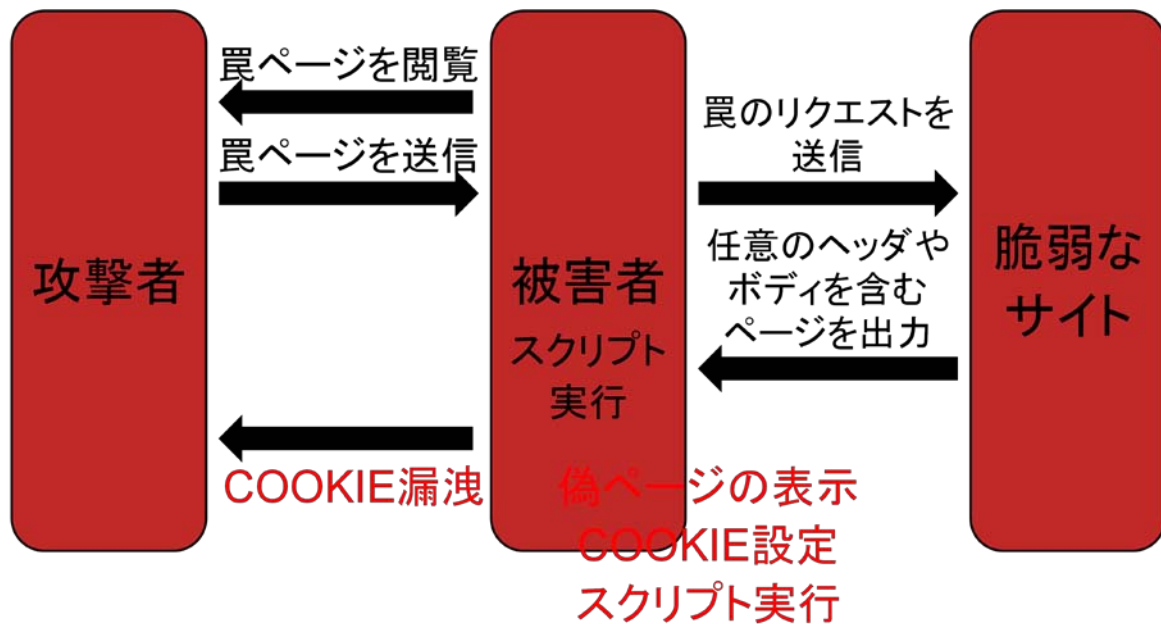 罠ページを閲覧
罠ページを送信
攻撃者
被害者
スクリプト
実行
罠のリクエストを
送信
任意のヘッダや
ボディを含む
ページを出力
脆弱な
サイト
COOKIE漏洩
偽ページの表示
COOKIE設定
スクリプト実行